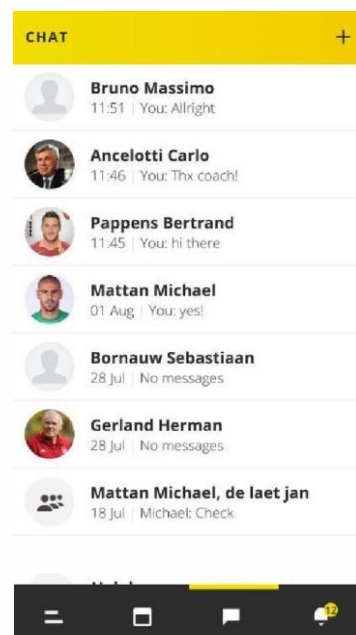 CHAT +
Bruno Massimo
11:51 | You: Allright
Ancelotti Carlo
11:46 | You: Thx coach!
Pappens Bertrand
11:45 | You: hi there
Mattan Michael
01 Aug | You: yes!
Bornauw Sebastiaan
28 Jul | No messages
Gerland Herman
28 Jul | No messages
Mattan Michael, de laet jan
18 Jul | Michael: Check
12